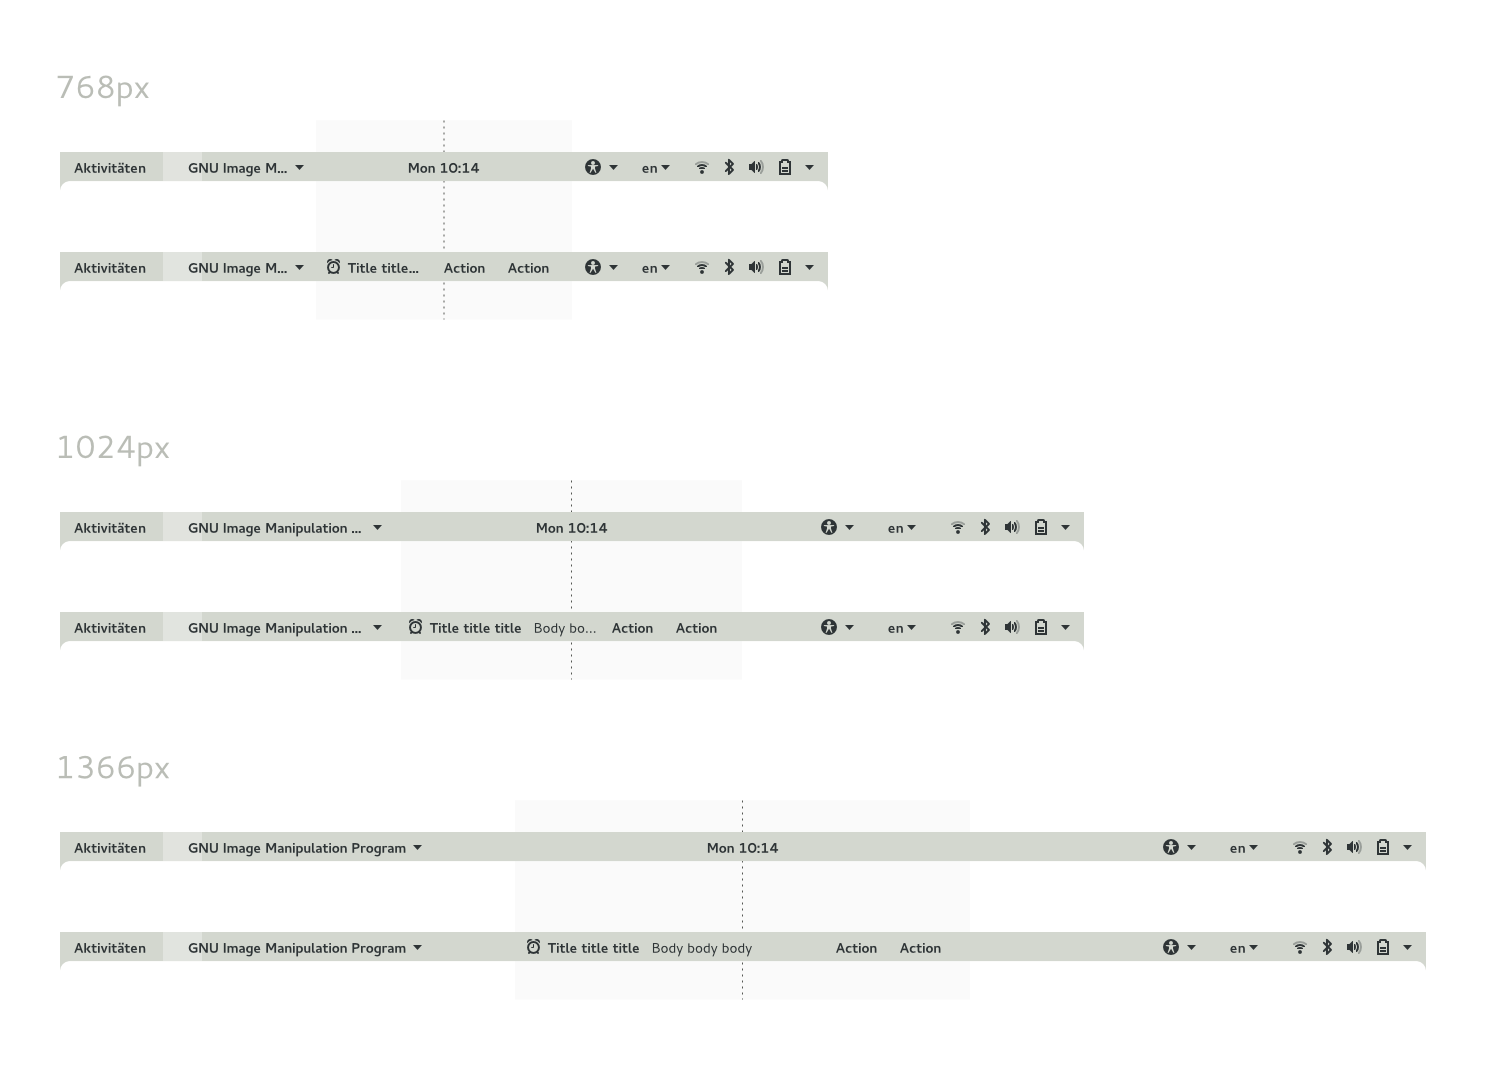 768px
Aktivitäten GNU Image M... Mon 10:14 en
Aktivitäten GNU Image M... Title title... Action Action en
1024px
Aktivitäten GNU Image Manipulation ... Mon 10:14 en
Aktivitäten GNU Image Manipulation ... Title title title Body bo... Action Action en
1366px
Aktivitäten GNU Image Manipulation Program Mon 10:14 en
Aktivitäten GNU Image Manipulation Program Title title title Body body body Action Action en